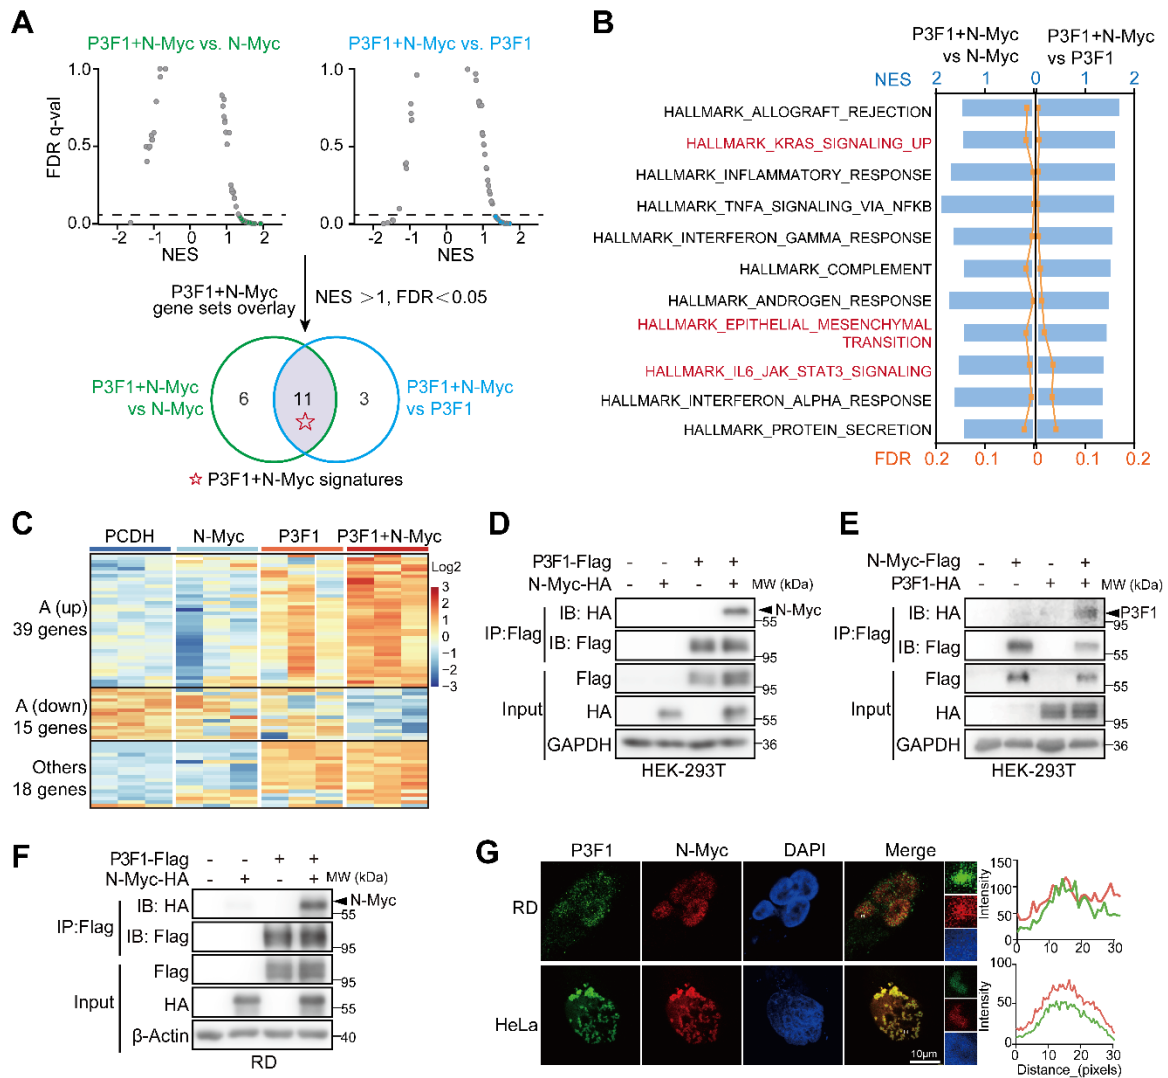 A
P3F1+N-Myc vs. N-Myc
P3F1+N-Myc vs. P3F1
FDR q-val
1.0
0.5
0.0
-2 -1 0 1 2
NES
1.0
0.5
0.0
-2 -1 0 1 2
NES
P3F1+N-Myc
gene sets overlay
NES >1, FDR<0.05
P3F1+N-Myc
vs N-Myc
6
11
3
P3F1+N-Myc
vs P3F1
☆ P3F1+N-Myc signatures
B
P3F1+N-Myc
vs N-Myc
P3F1+N-Myc
vs P3F1
NES
2 1 0 1 2
HALLMARK_ALLOGRAFT_REJECTION
HALLMARK_KRAS_SIGNALING_UP
HALLMARK_INFLAMMATORY_RESPONSE
HALLMARK_TNFA_SIGNALING_VIA_NFKB
HALLMARK_INTERFERON_GAMMA_RESPONSE
HALLMARK_COMPLEMENT
HALLMARK_ANDROGEN_RESPONSE
HALLMARK_EPITHELIAL_MESENCHYMAL
TRANSITION
HALLMARK_IL6_JAK_STAT3_SIGNALING
HALLMARK_INTERFERON_ALPHA_RESPONSE
HALLMARK_PROTEIN_SECRETION
FDR
0.2 0.1 0 0.1 0.2
C
PCDH N-Myc P3F1 P3F1+N-Myc
A (up)
39 genes
A (down)
15 genes
Others
18 genes
Log2
3
2
1
0
−1
−2
−3
D
P3F1-Flag - - + +
N-Myc-HA - + - + MW (kDa)
IP:Flag
IB: HA
N-Myc
55
IB: Flag
95
Input
Flag
95
HA
55
GAPDH
36
HEK-293T
E
N-Myc-Flag - + - +
P3F1-HA - - + + MW (kDa)
IP:Flag
IB: HA
P3F1
95
IB: Flag
55
Input
Flag
55
HA
95
GAPDH
36
HEK-293T
F
P3F1-Flag - - + +
N-Myc-HA - + - + MW (kDa)
IP:Flag
IB: HA
N-Myc
55
IB: Flag
95
Input
Flag
95
HA
55
β-Actin
40
RD
G
P3F1 N-Myc DAPI Merge
RD
HeLa
10μm
Intensity
150
100
50
0
0 10 20 30
Intensity
100
50
0
0 10 20 30
Distance_(pixels)